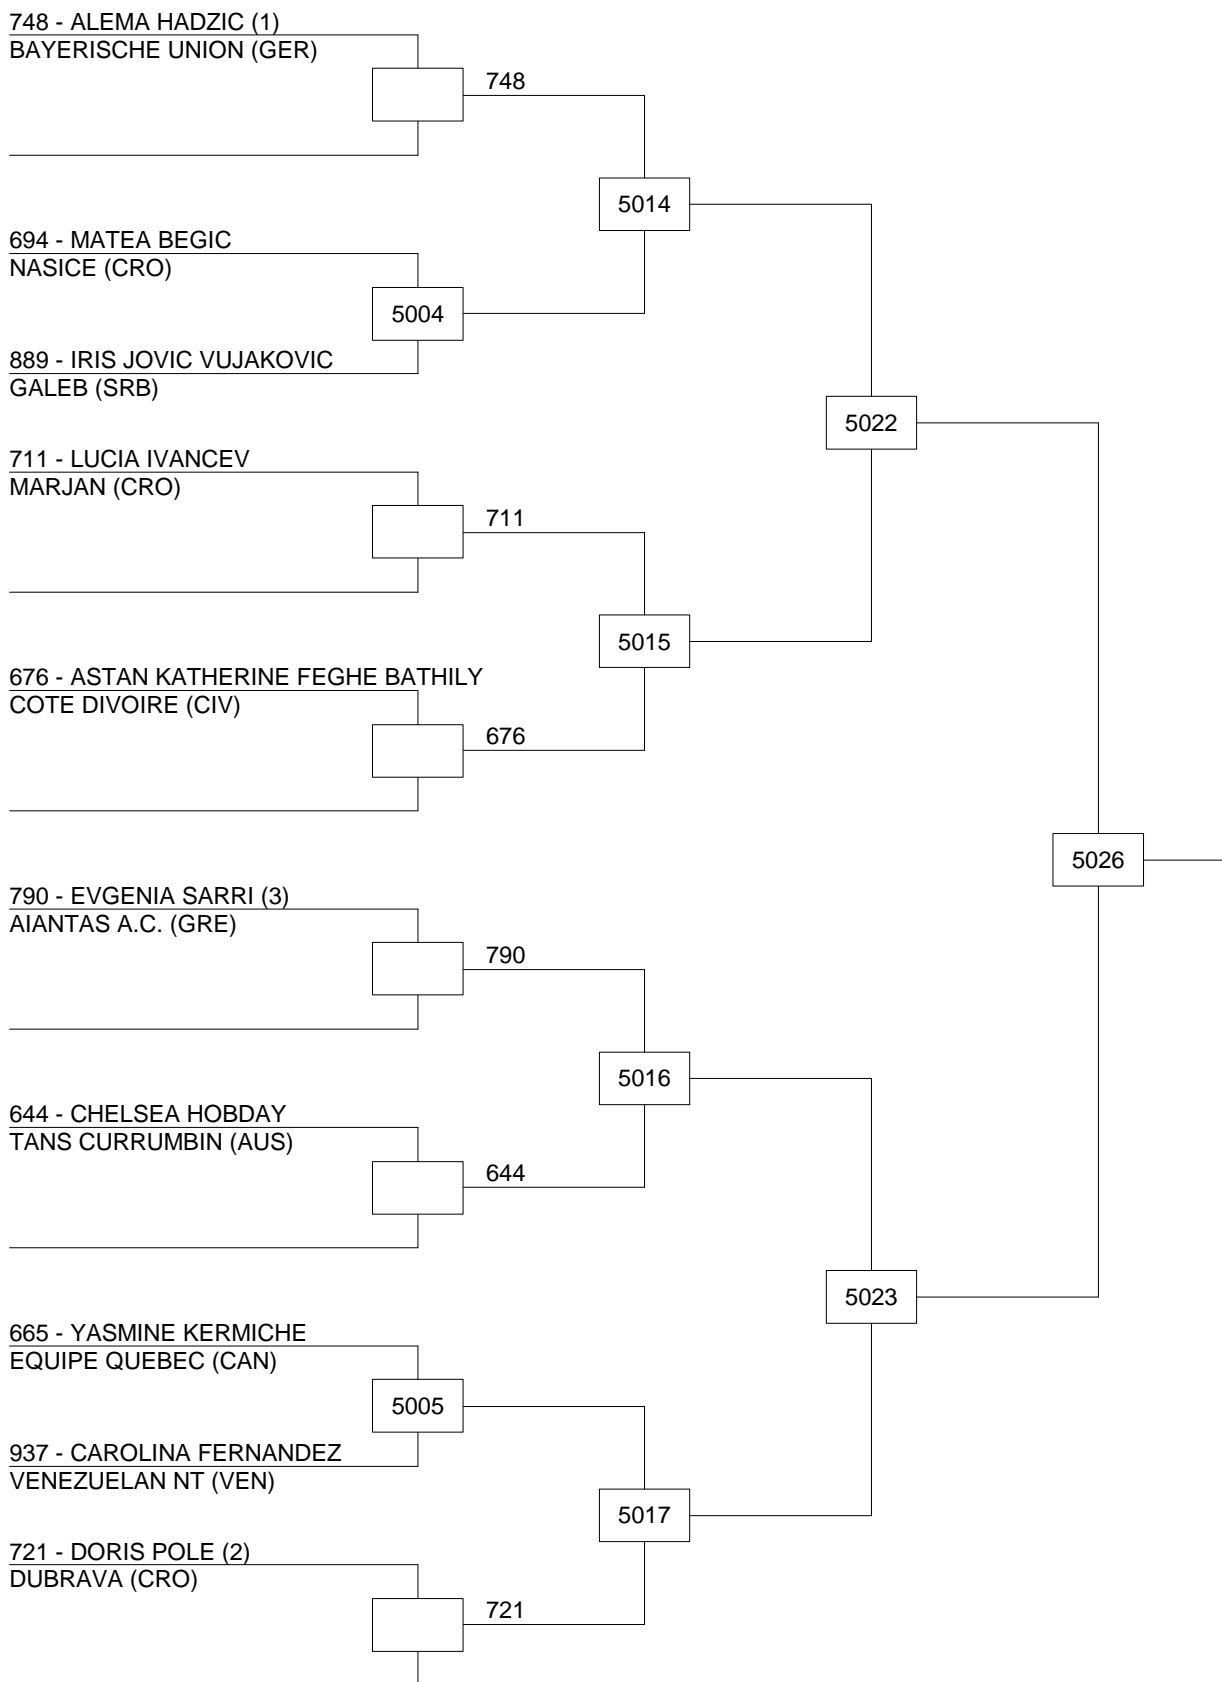 748 - ALEMA HADZIC (1)
BAYERISCHE UNION (GER)
748
5014
694 - MATEA BEGIC
NASICE (CRO)
5004
889 - IRIS JOVIC VUJAKOVIC
GALEB (SRB)
5022
711 - LUCIA IVANCEV
MARJAN (CRO)
711
5015
676 - ASTAN KATHERINE FEGHE BATHILY
COTE DIVOIRE (CIV)
676
5026
790 - EVGENIA SARRI (3)
AIANTAS A.C. (GRE)
790
5016
644 - CHELSEA HOBDAY
TANS CURRUMBIN (AUS)
644
5023
665 - YASMINE KERMICHE
EQUIPE QUEBEC (CAN)
5005
937 - CAROLINA FERNANDEZ
VENEZUELAN NT (VEN)
5017
721 - DORIS POLE (2)
DUBRAVA (CRO)
721